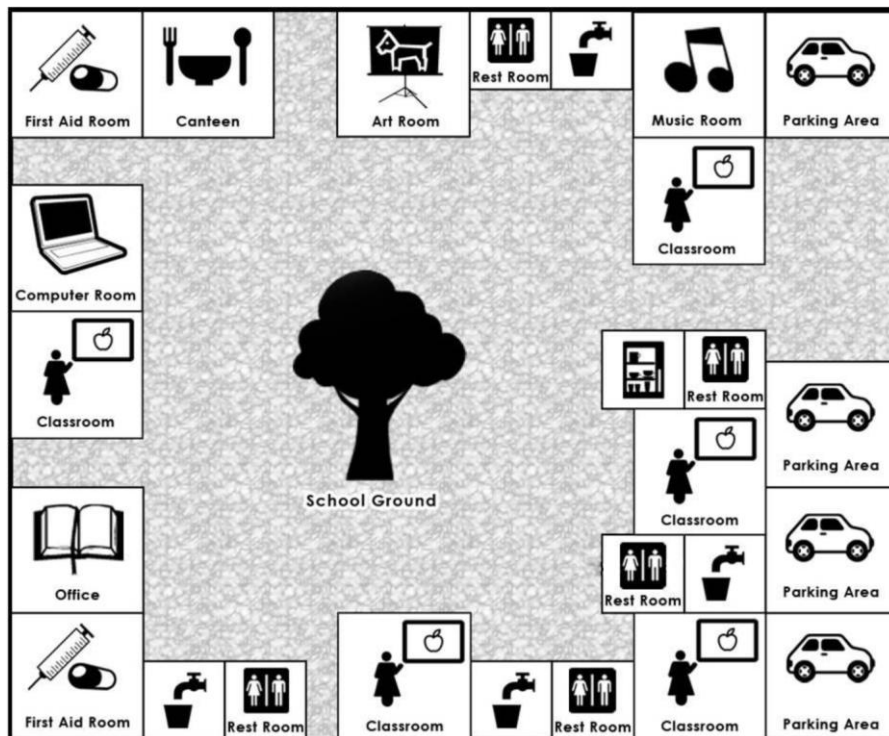 Rest Room
First Aid Room
Canteen
Art Room
Music Room
Parking Area
Classroom
Computer Room
Rest Room
Classroom
Parking Area
School Ground
Classroom
Office
Rest Room
Parking Area
First Aid Room
Rest Room
Classroom
Rest Room
Classroom
Parking Area